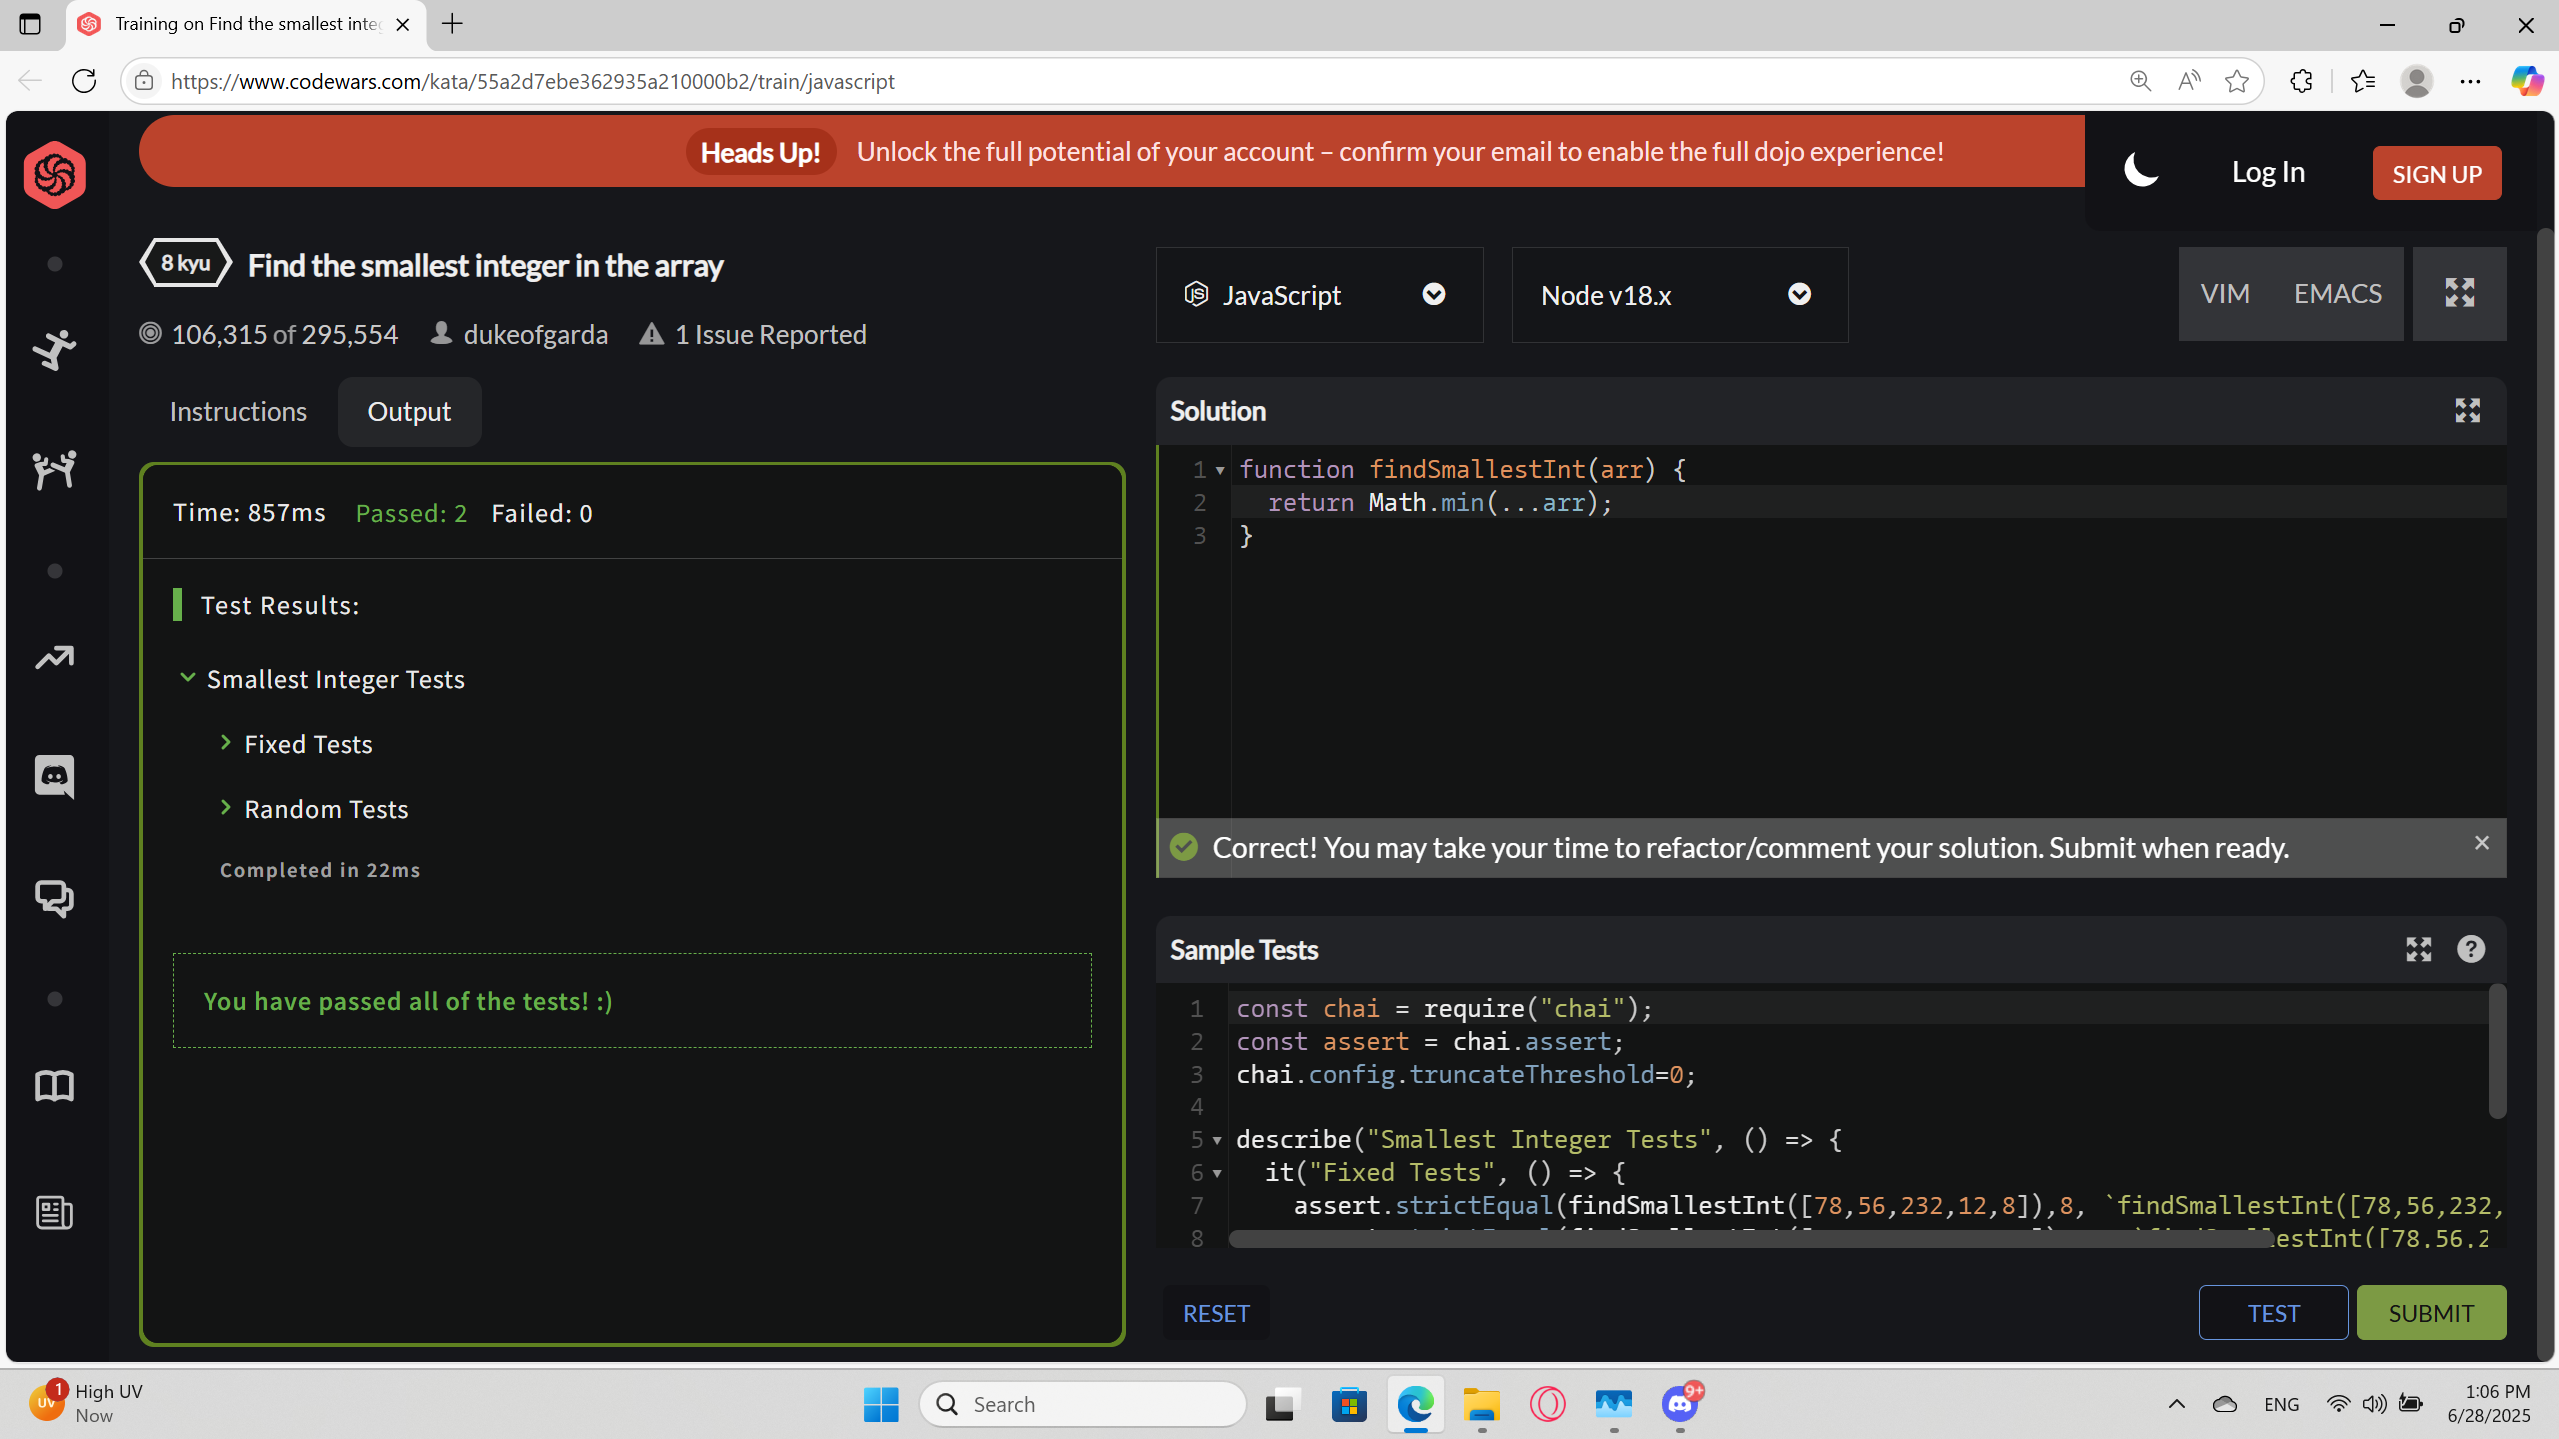 Training on Find the smallest inte
https://www.codewars.com/kata/55a2d7ebe362935a210000b2/train/javascript
Heads Up! Unlock the full potential of your account – confirm your email to enable the full dojo experience!
Log In
SIGN UP
8 kyu
Find the smallest integer in the array
106,315 of 295,554 dukeofgarda 1 Issue Reported
JavaScript
Node v18.x
VIM EMACS
Instructions Output
Time: 857ms Passed: 2 Failed: 0
Test Results:
Smallest Integer Tests
Fixed Tests
Random Tests
Completed in 22ms
You have passed all of the tests! :)
Solution
1 function findSmallestInt(arr) {
2 return Math.min(...arr);
3 }
Correct! You may take your time to refactor/comment your solution. Submit when ready.
Sample Tests
1 const chai = require("chai");
2 const assert = chai.assert;
3 chai.config.truncateThreshold=0;
4
5 describe("Smallest Integer Tests", () => {
6 it("Fixed Tests", () => {
7 assert.strictEqual(findSmallestInt([78,56,232,12,8]),8, `findSmallestInt([78,56,232,
8
RESET
TEST
SUBMIT
1
UV
High UV
Now
Search
9+
ENG
1:06 PM
6/28/2025